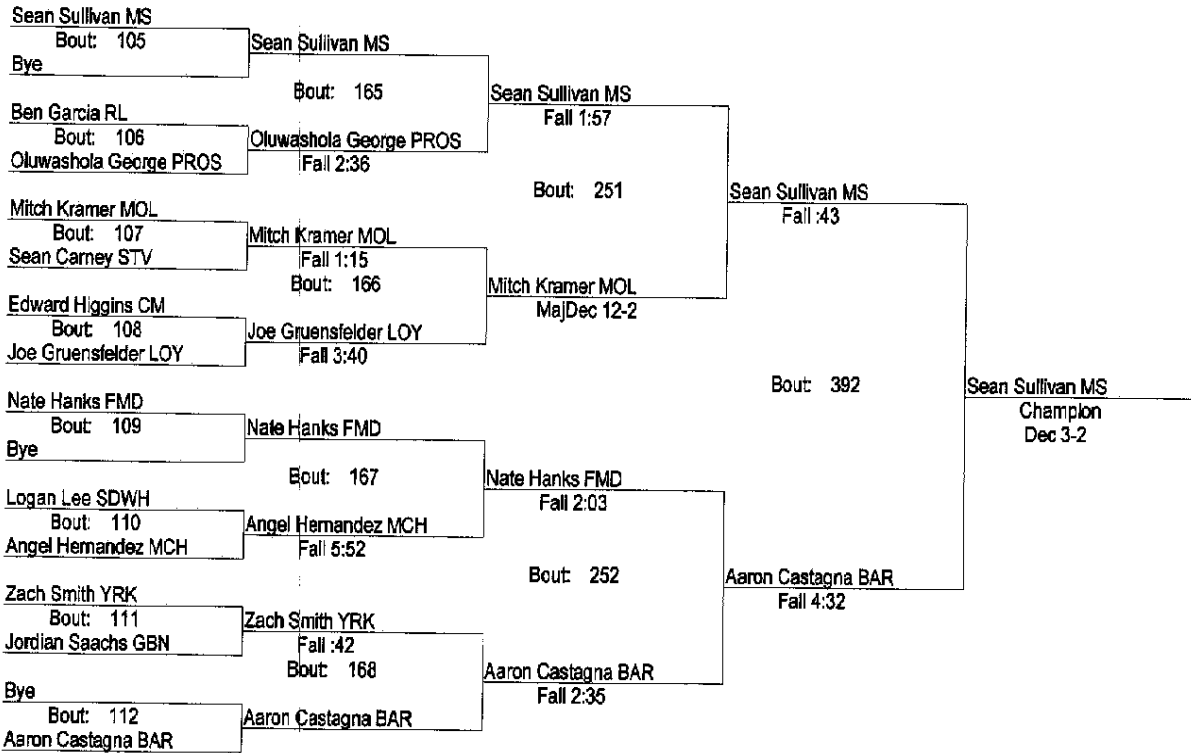 Sean Sullivan MS
Bout: 105
Bye
Sean Sullivan MS
Bout: 165
Ben Garcia RL
Bout: 106
Oluwashola George PROS
Oluwashola George PROS
Fall 2:36
Sean Sullivan MS
Fall 1:57
Bout: 251
Mitch Kramer MOL
Bout: 107
Sean Carney STV
Mitch Kramer MOL
Fall 1:15
Bout: 166
Edward Higgins CM
Bout: 108
Joe Gruensfelder LOY
Joe Gruensfelder LOY
Fall 3:40
Mitch Kramer MOL
MajDec 12-2
Sean Sullivan MS
Fall :43
Bout: 392
Sean Sullivan MS
Champion
Dec 3-2
Nate Hanks FMD
Bout: 109
Bye
Nate Hanks FMD
Bout: 167
Logan Lee SDWH
Bout: 110
Angel Hernandez MCH
Angel Hernandez MCH
Fall 5:52
Nate Hanks FMD
Fall 2:03
Bout: 252
Zach Smith YRK
Bout: 111
Jordian Saachs GBN
Zach Smith YRK
Fall :42
Bout: 168
Bye
Bout: 112
Aaron Castagna BAR
Aaron Castagna BAR
Aaron Castagna BAR
Fall 2:35
Aaron Castagna BAR
Fall 4:32